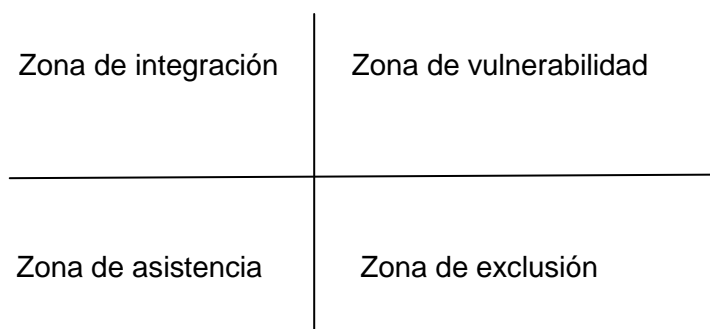 Zona de integración
Zona de vulnerabilidad
Zona de asistencia
Zona de exclusión